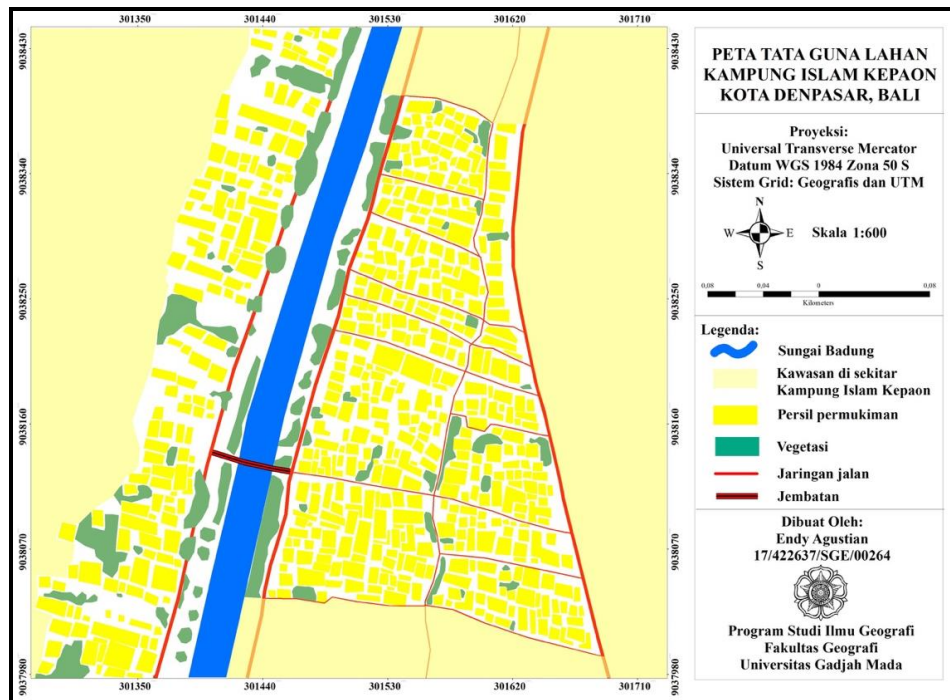 301350 301440 301530 301620 301710
9038430
9038340
9038250
9038160
9038070
9037980
9038430
9038340
9038250
9038160
9038070
9037980
301350 301440 301530 301620 301710
PETA TATA GUNA LAHAN
KAMPUNG ISLAM KEPAON
KOTA DENPASAR, BALI
Proyeksi:
Universal Transverse Mercator
Datum WGS 1984 Zona 50 S
Sistem Grid: Geografis dan UTM
N
W E
S
Skala 1:600
0,08 0,04 0 0,08
Kilometers
Legenda:
Sungai Badung
Kawasan di sekitar
Kampung Islam Kepaon
Persil permukiman
Vegetasi
Jaringan jalan
Jembatan
Dibuat Oleh:
Endy Agustian
17/422637/SGE/00264
Program Studi Ilmu Geografi
Fakultas Geografi
Universitas Gadjah Mada